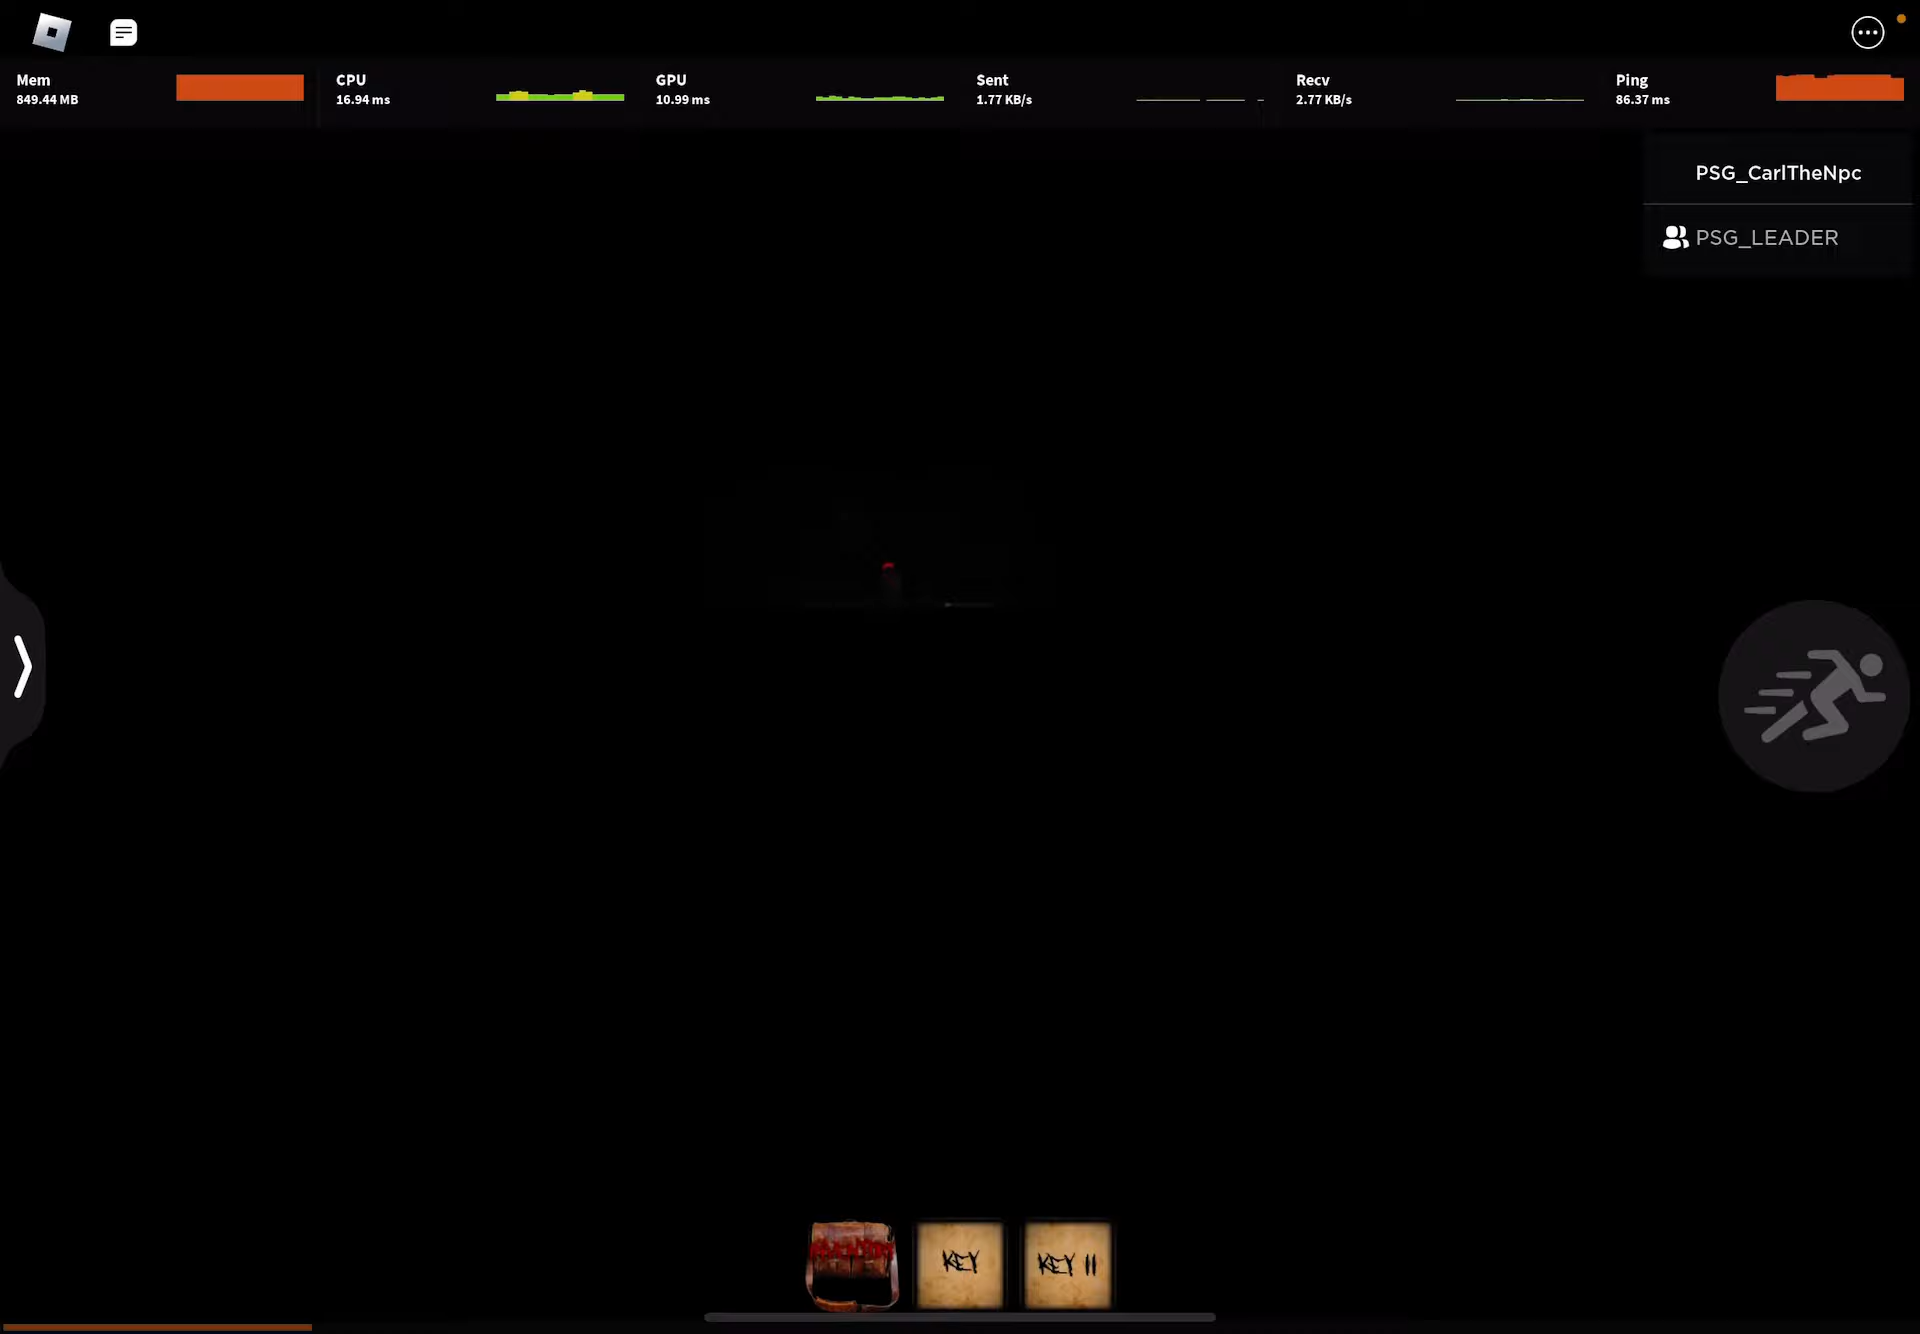 Mem
849.44 MB
CPU
16.94 ms
GPU
10.99 ms
Sent
1.77 KB/s
Recv
2.77 KB/s
Ping
86.37 ms
PSG_CarlTheNpc
PSG_LEADER
KEY
KEY II